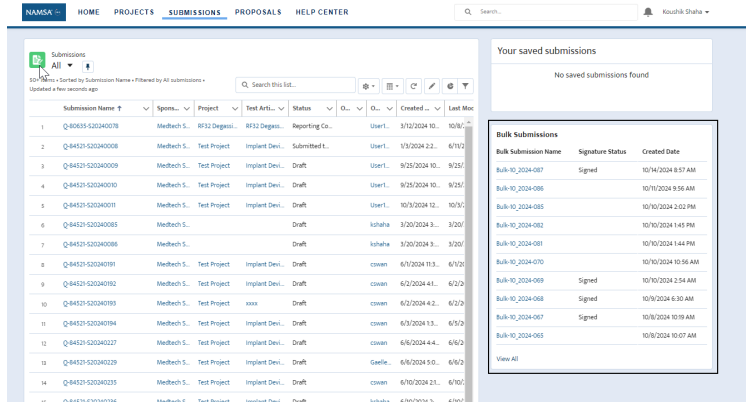 NAMSA
HOME PROJECTS SUBMISSIONS PROPOSALS HELP CENTER
Search...
Koushik Shaha
Submissions
All
50+ items • Sorted by Submission Name • Filtered by All submissions •
Updated a few seconds ago
Search this list...
Submission Name ↑ Spons... Project Test Arti... Status O... O... Created ... Last Mod
1 Q-80635-S20240078 Medtech S... RF32 Degassi... RF32 Degass... Reporting Co... User1... 3/12/2024 10... 10/8/
2 Q-84521-S20240008 Medtech S... Test Project Implant Devi... Submitted t... User1... 1/3/2024 2:2... 6/11/2
3 Q-84521-S20240009 Medtech S... Test Project Implant Devi... Draft User1... 9/25/2024 10... 9/25/
4 Q-84521-S20240010 Medtech S... Test Project Implant Devi... Draft User1... 9/25/2024 10... 9/25/
5 Q-84521-S20240011 Medtech S... Test Project Implant Devi... Draft User1... 10/3/2024 12... 10/3/
6 Q-84521-S20240085 Medtech S... Draft kshaha 3/20/2024 3:... 3/20/
7 Q-84521-S20240086 Medtech S... Draft kshaha 3/20/2024 3:... 3/20/
8 Q-84521-S20240191 Medtech S... Test Project Implant Devi... Draft cswan 6/1/2024 11:3... 6/1/20
9 Q-84521-S20240192 Medtech S... Test Project Implant Devi... Draft cswan 6/2/2024 4:1... 6/2/2
10 Q-84521-S20240193 Medtech S... Test Project xxxx Draft cswan 6/2/2024 4:2... 6/2/2
11 Q-84521-S20240194 Medtech S... Test Project Implant Devi... Draft cswan 6/3/2024 1:3... 6/5/2
12 Q-84521-S20240227 Medtech S... Test Project Implant Devi... Draft cswan 6/6/2024 4:4... 6/6/2
13 Q-84521-S20240229 Medtech S... Test Project Implant Devi... Draft Gaelle... 6/6/2024 5:0... 6/6/2
14 Q-84521-S20240235 Medtech S... Test Project Implant Devi... Draft cswan 6/10/2024 2:1... 6/10/
Your saved submissions
No saved submissions found
Bulk Submissions
Bulk Submission Name Signature Status Created Date
Bulk-10_2024-087 Signed 10/14/2024 8:57 AM
Bulk-10_2024-086 10/11/2024 9:56 AM
Bulk-10_2024-085 10/10/2024 2:02 PM
Bulk-10_2024-082 10/10/2024 1:45 PM
Bulk-10_2024-081 10/10/2024 1:44 PM
Bulk-10_2024-070 10/10/2024 10:56 AM
Bulk-10_2024-069 Signed 10/10/2024 2:54 AM
Bulk-10_2024-068 Signed 10/9/2024 6:30 AM
Bulk-10_2024-067 Signed 10/8/2024 10:19 AM
Bulk-10_2024-065 10/8/2024 10:07 AM
View All